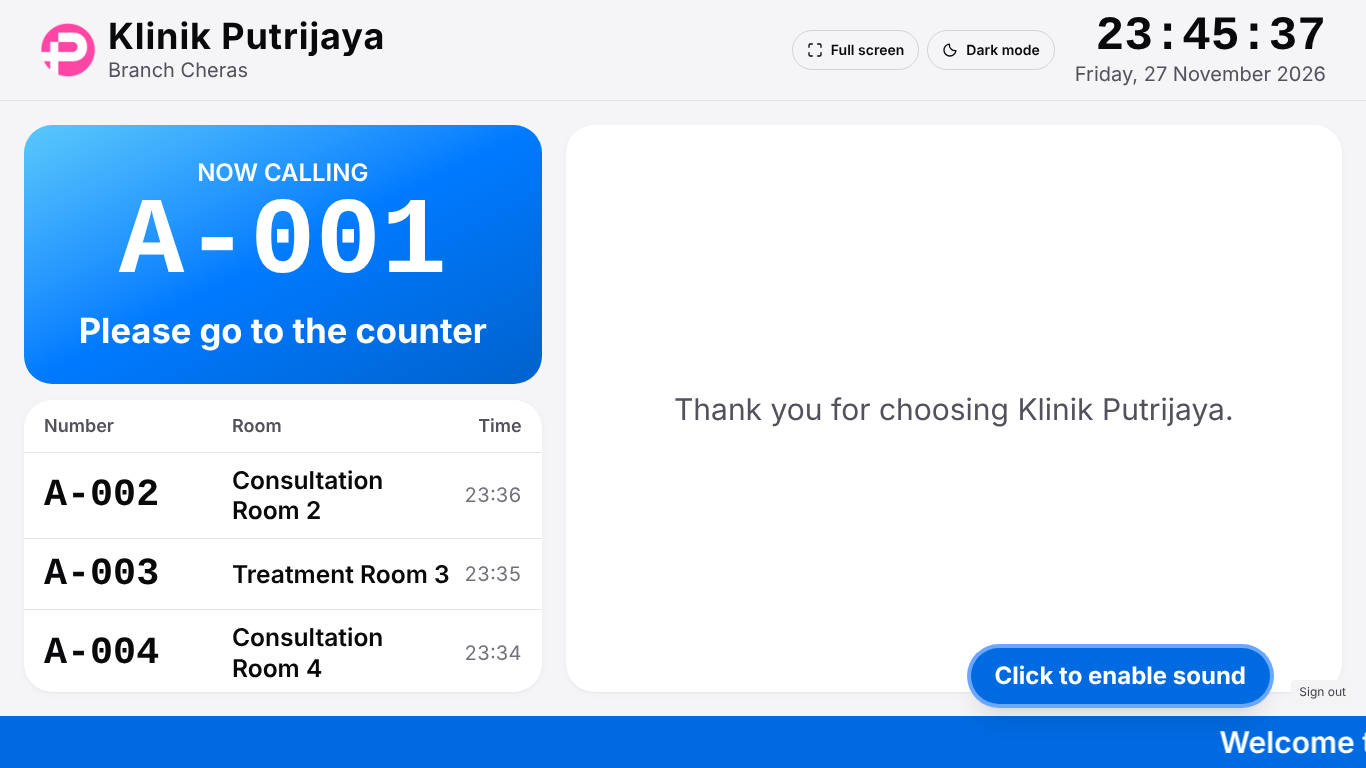 Klinik Putrijaya
Branch Cheras
Full screen
Dark mode
23:45:37
Friday, 27 November 2026
NOW CALLING
A-001
Please go to the counter
Number Room Time
A-002 Consultation Room 2 23:36
A-003 Treatment Room 3 23:35
A-004 Consultation Room 4 23:34
Thank you for choosing Klinik Putrijaya.
Click to enable sound
Sign out
Welcome